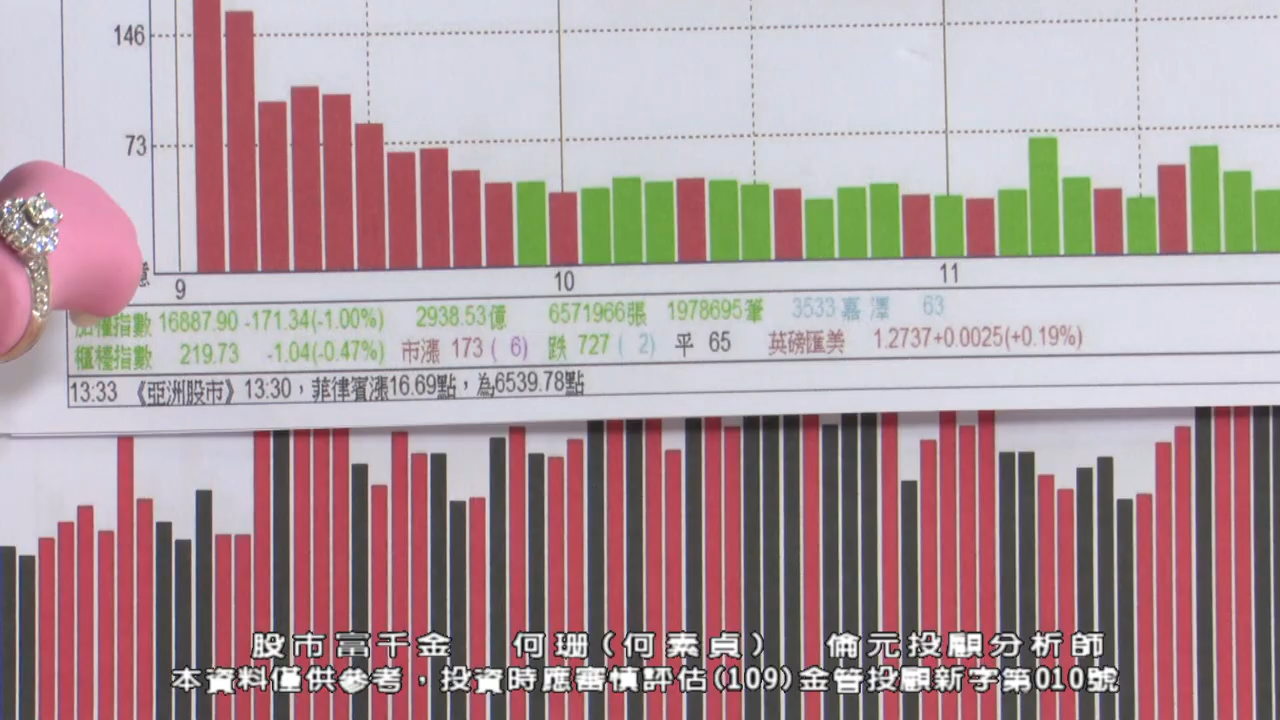 146
73
9 10 11
加權指數 16887.90 -171.34(-1.00%) 2938.53億 6571966張 1978695筆 3533 嘉澤 63
櫃檯指數 219.73 -1.04(-0.47%) 市漲 173 ( 6) 跌 727 ( 2) 平 65 英磅匯美 1.2737+0.0025(+0.19%)
13:33 《亞洲股市》13:30，菲律賓漲16.69點，為6539.78點
股市富千金 何珊(何素貞) 倫元投顧分析師
本資料僅供參考，投資時應審慎評估(109)金管投顧新字第010號